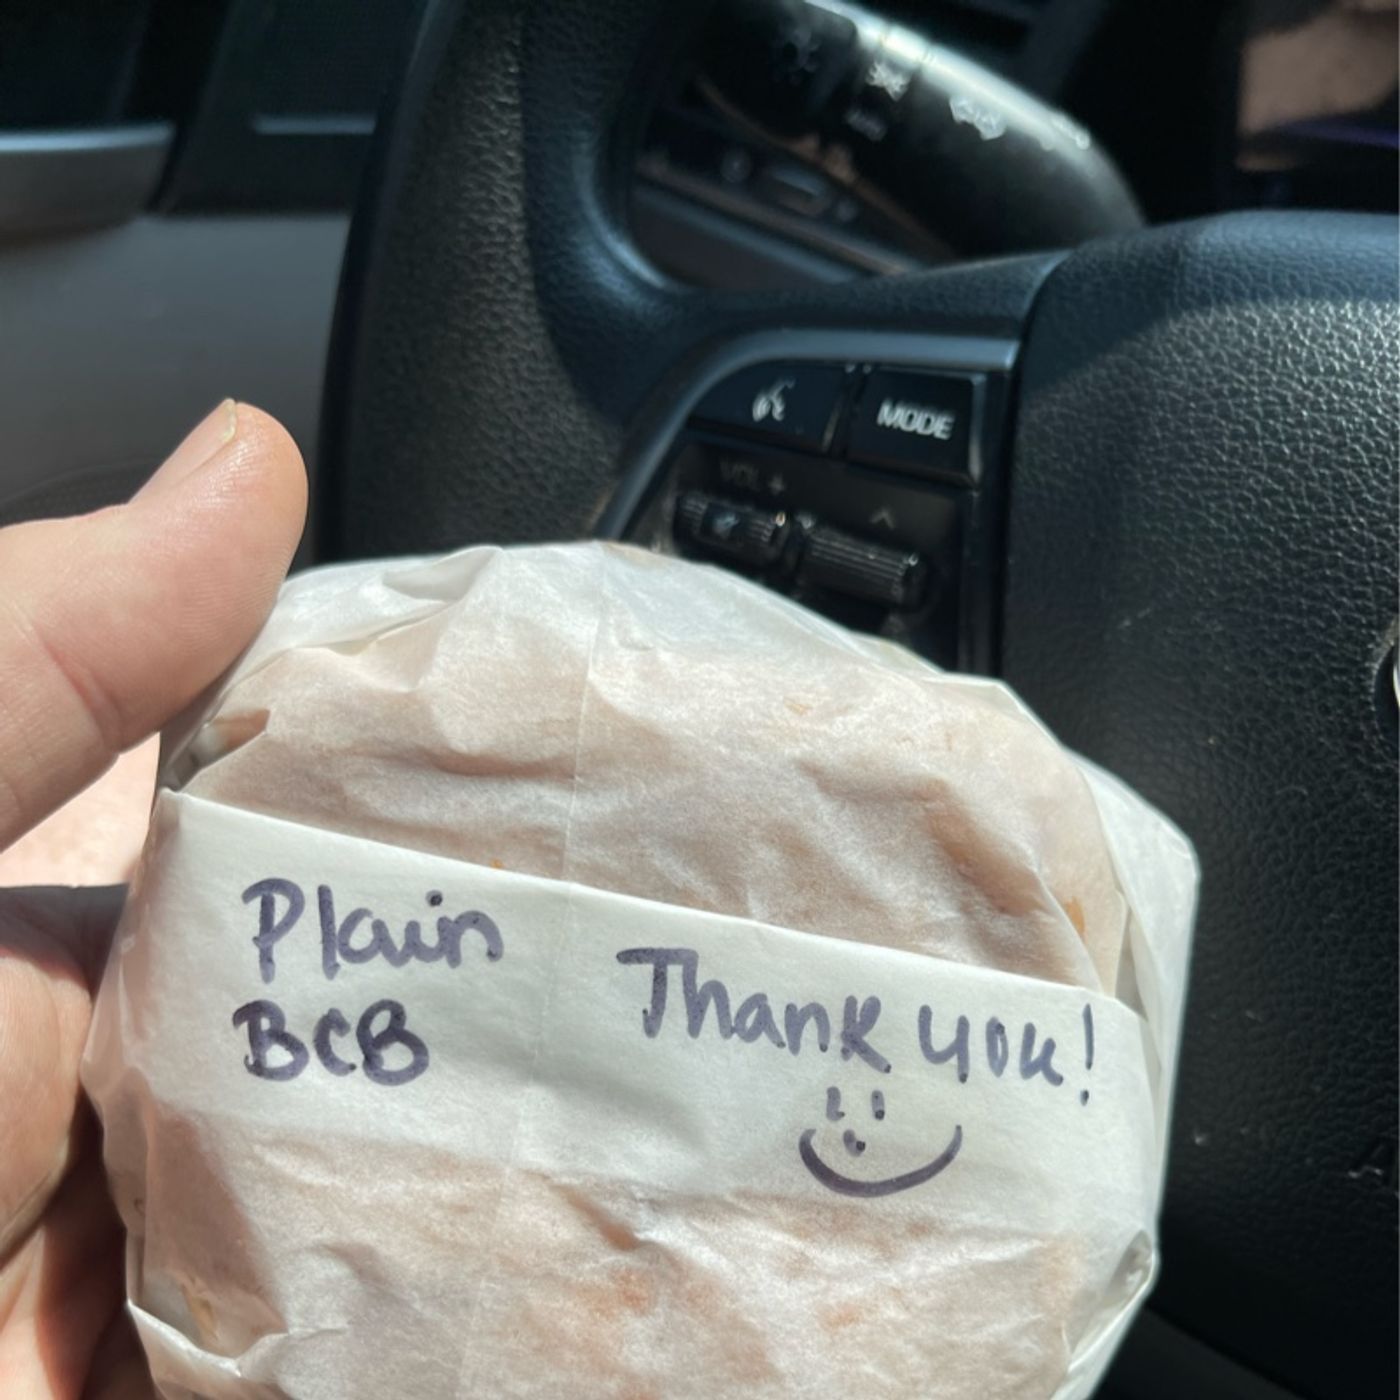 MODE
VOL +
Plain
BCB
Thank you!